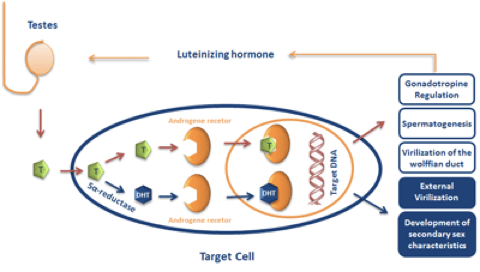 Testes
Luteinizing hormone
Gonadotropine
Regulation
Spermatogenesis
Virilization of the
wolffian duct
External
Virilization
Development of
secondary sex
characteristics
Androgene recetor
T
T
T
T
5α-reductase
DHT
DHT
Androgene recetor
Target DNA
Target Cell